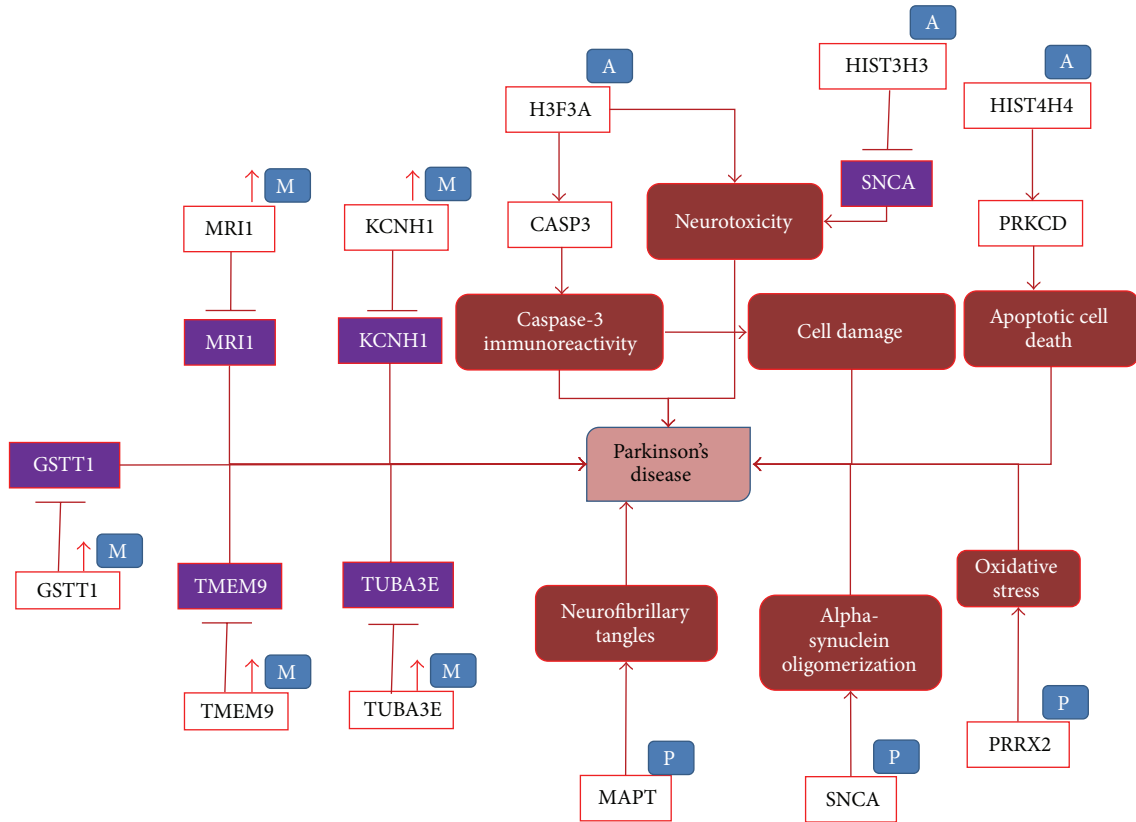 A
HIST3H3
A
H3F3A
A
HIST4H4
M
MRI1
M
KCNH1
CASP3
Neurotoxicity
SNCA
PRKCD
MRI1
KCNH1
Caspase-3
immunoreactivity
Cell damage
Apoptotic cell
death
GSTT1
Parkinson's
disease
M
GSTT1
TMEM9
TUBA3E
Neurofibrillary
tangles
Alpha-
synuclein
oligomerization
Oxidative
stress
M
TMEM9
M
TUBA3E
P
MAPT
P
SNCA
P
PRRX2